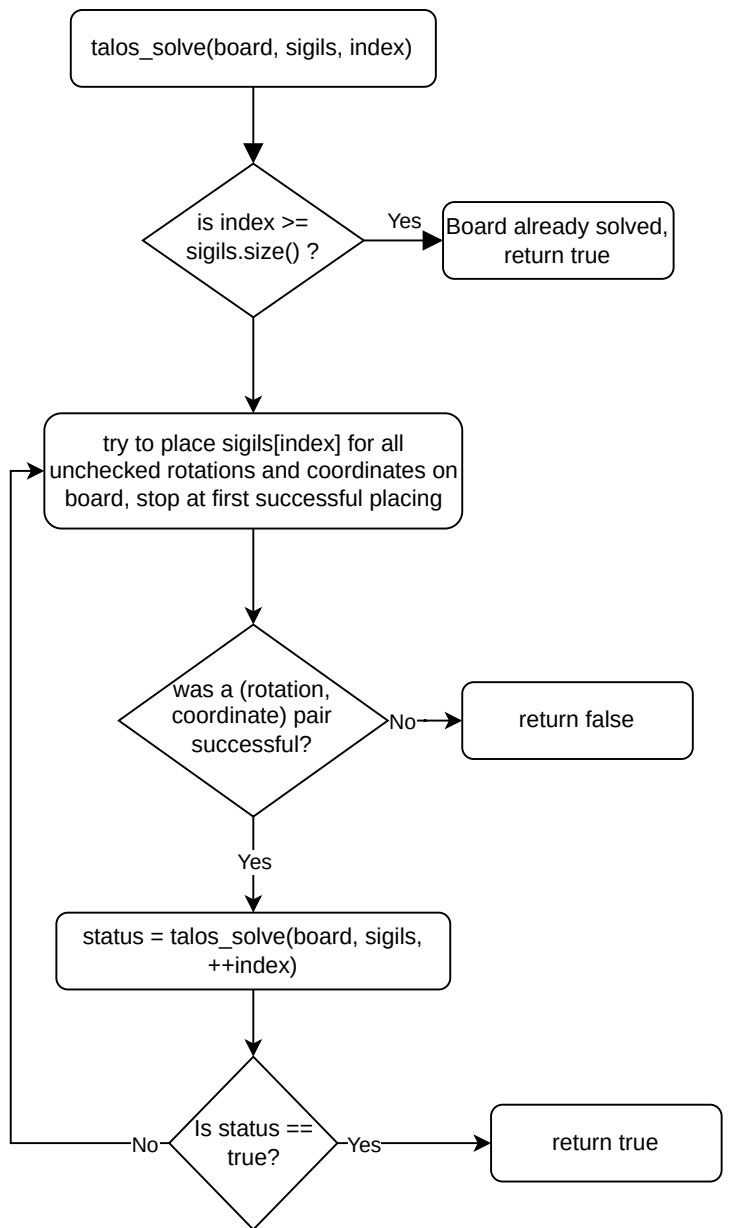 talos_solve(board, sigils, index)
is index >=
sigils.size() ?
Yes
Board already solved,
return true
try to place sigils[index] for all
unchecked rotations and coordinates on
board, stop at first successful placing
was a (rotation,
coordinate) pair
successful?
No
return false
Yes
status = talos_solve(board, sigils,
++index)
Is status ==
true?
No
Yes
return true